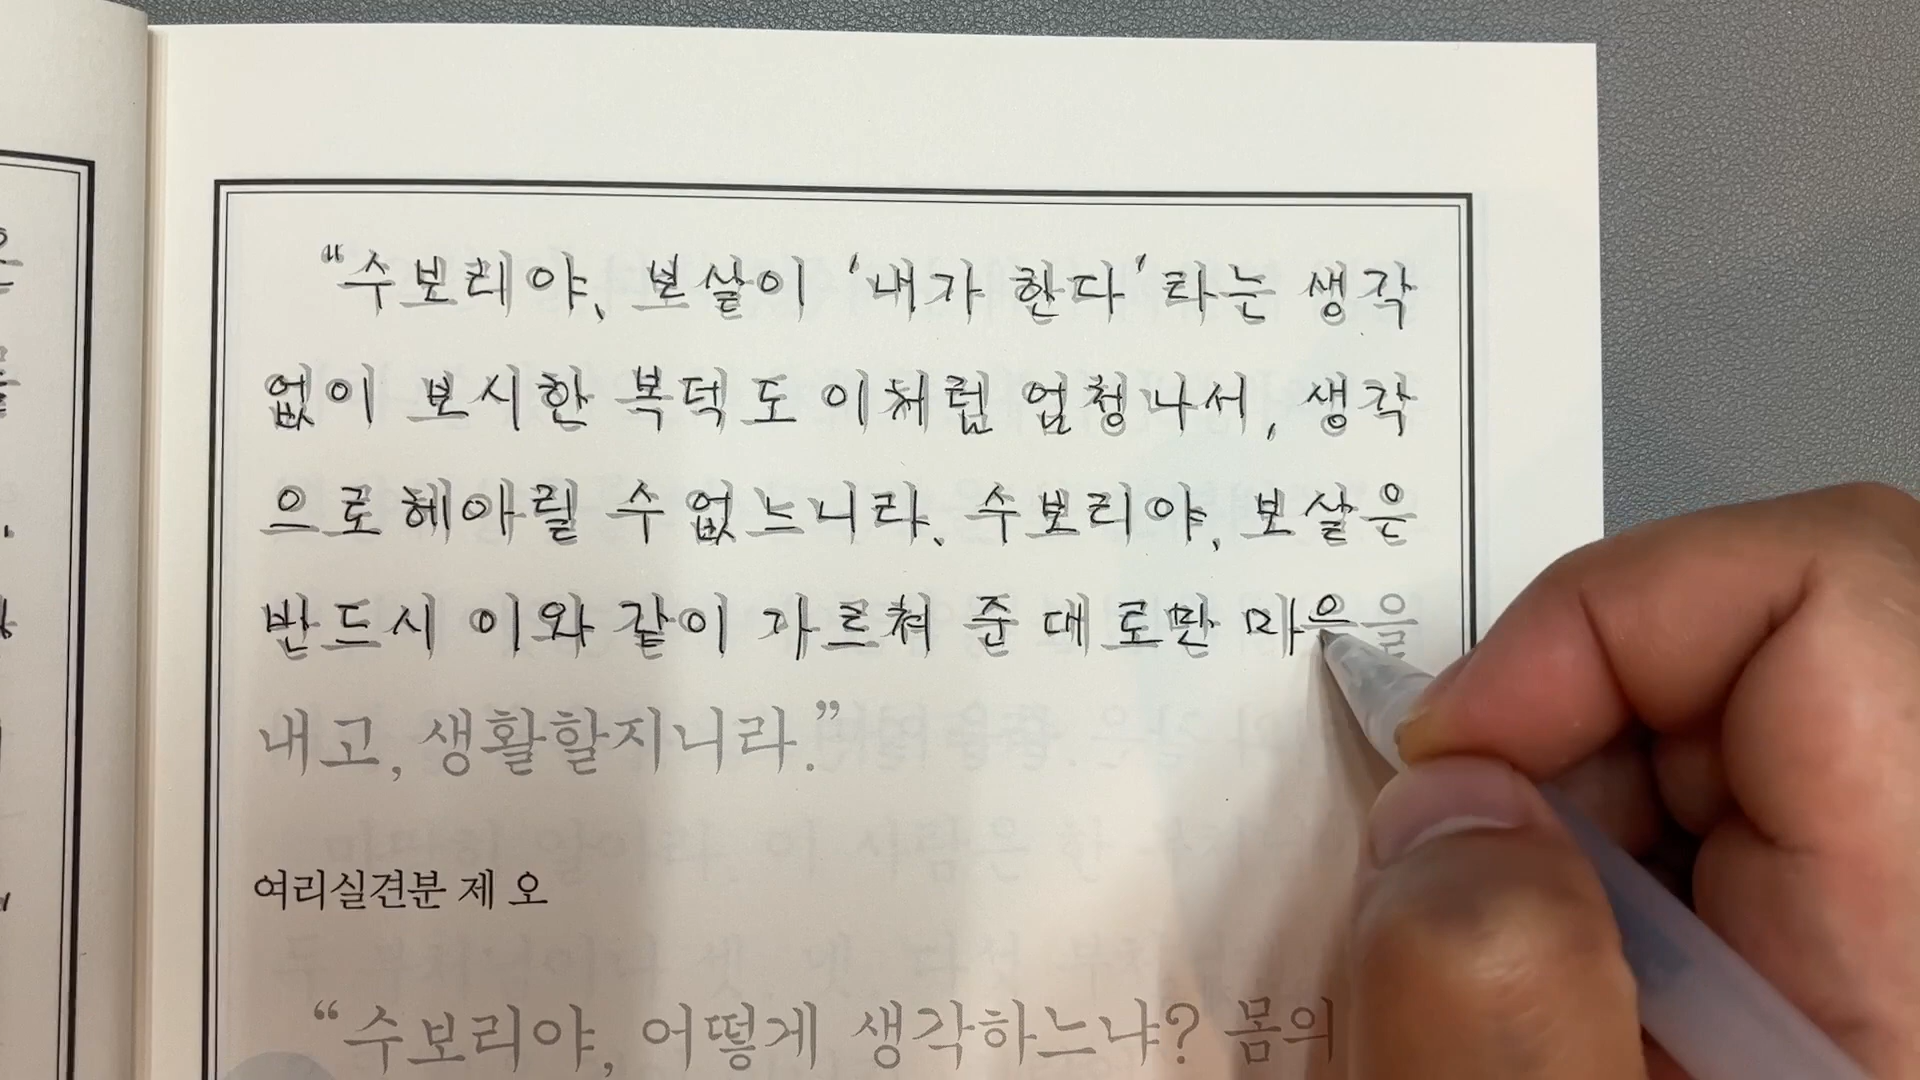 “수보리야, 보살이 ‘내가 한다’라는 생각
없이 보시한 복덕도 이처럼 엄청나서, 생각
으로 헤아릴 수 없느니라. 수보리야, 보살은
반드시 이와 같이 가르쳐 준 대로만 마음을
내고, 생활할지니라.”
여리실견분 제 오
“수보리야, 어떻게 생각하느냐? 몸의